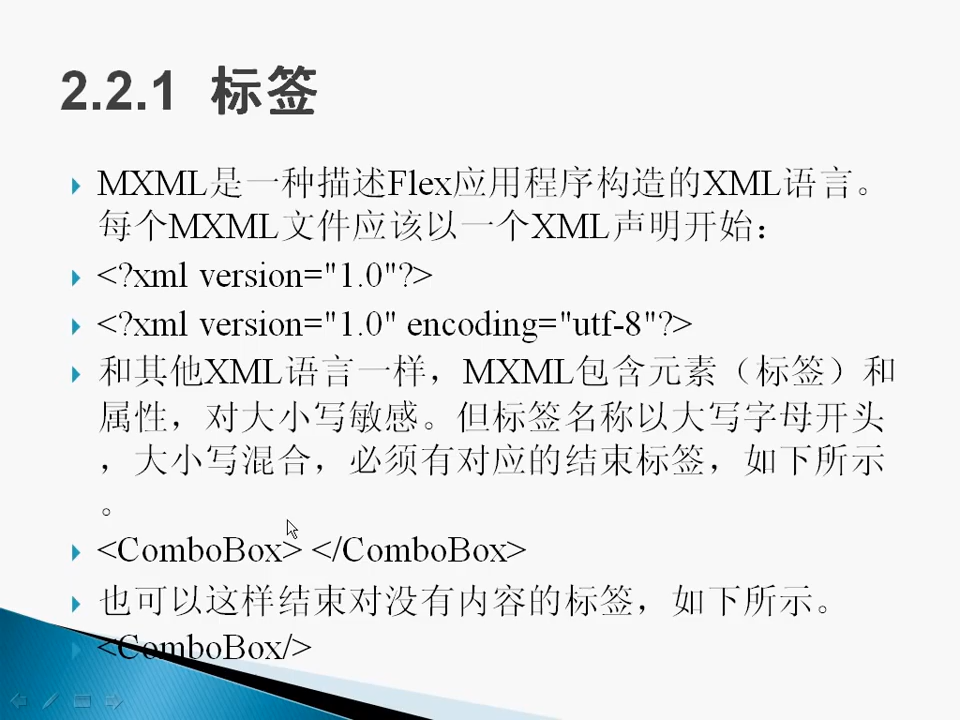 2.2.1 标签
MXML是一种描述Flex应用程序构造的XML语言。
每个MXML文件应该以一个XML声明开始：
<?xml version="1.0"?>
<?xml version="1.0" encoding="utf-8"?>
和其他XML语言一样，MXML包含元素（标签）和
属性，对大小写敏感。但标签名称以大写字母开头
，大小写混合，必须有对应的结束标签，如下所示
。
<ComboBox> </ComboBox>
也可以这样结束对没有内容的标签，如下所示。
<ComboBox/>